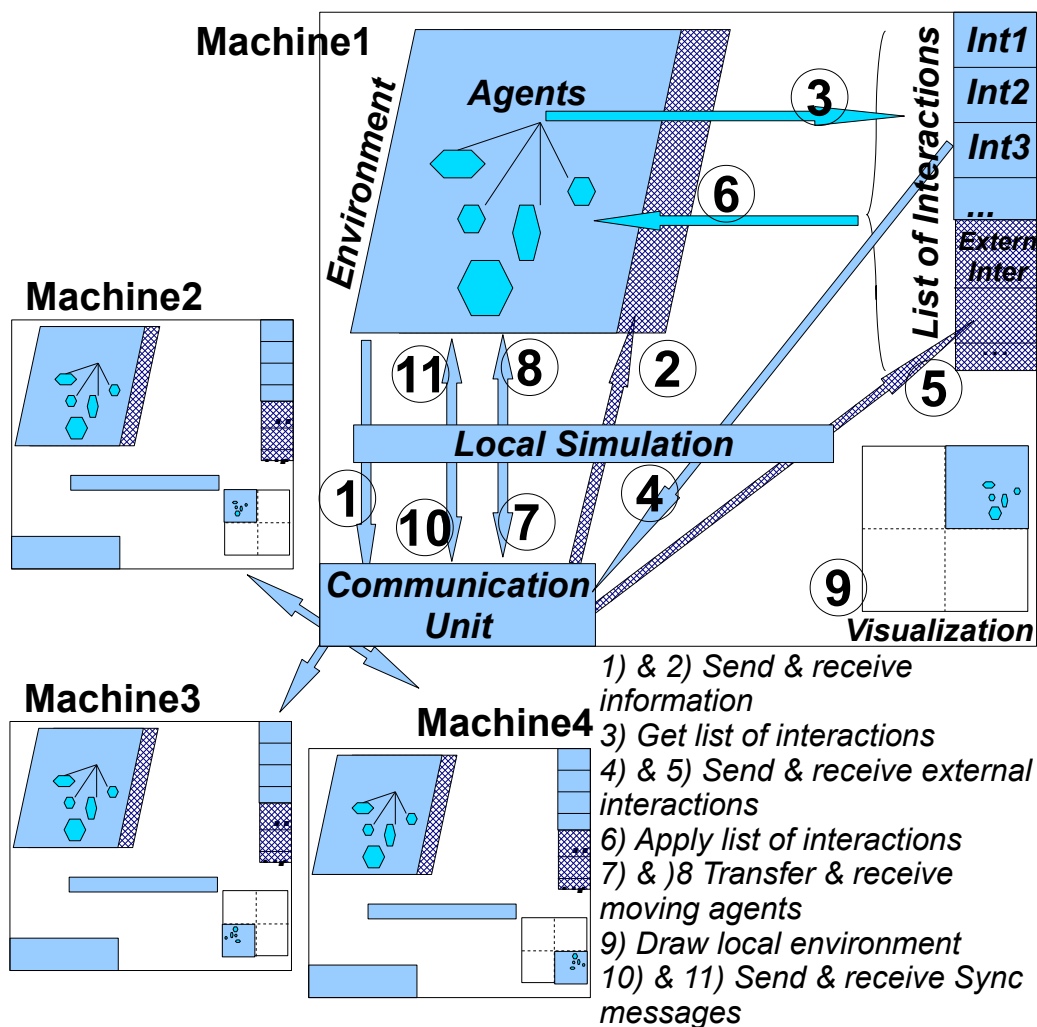 Machine1
Environment
Agents
3
6
List of Interactions
Int1
Int2
Int3
...
Extern
Inter
...
Machine2
11
8
2
5
Local Simulation
1
10
7
4
9
Communication
Unit
Visualization
Machine3
Machine4
1) & 2) Send & receive
information
3) Get list of interactions
4) & 5) Send & receive external
interactions
6) Apply list of interactions
7) & )8 Transfer & receive
moving agents
9) Draw local environment
10) & 11) Send & receive Sync
messages